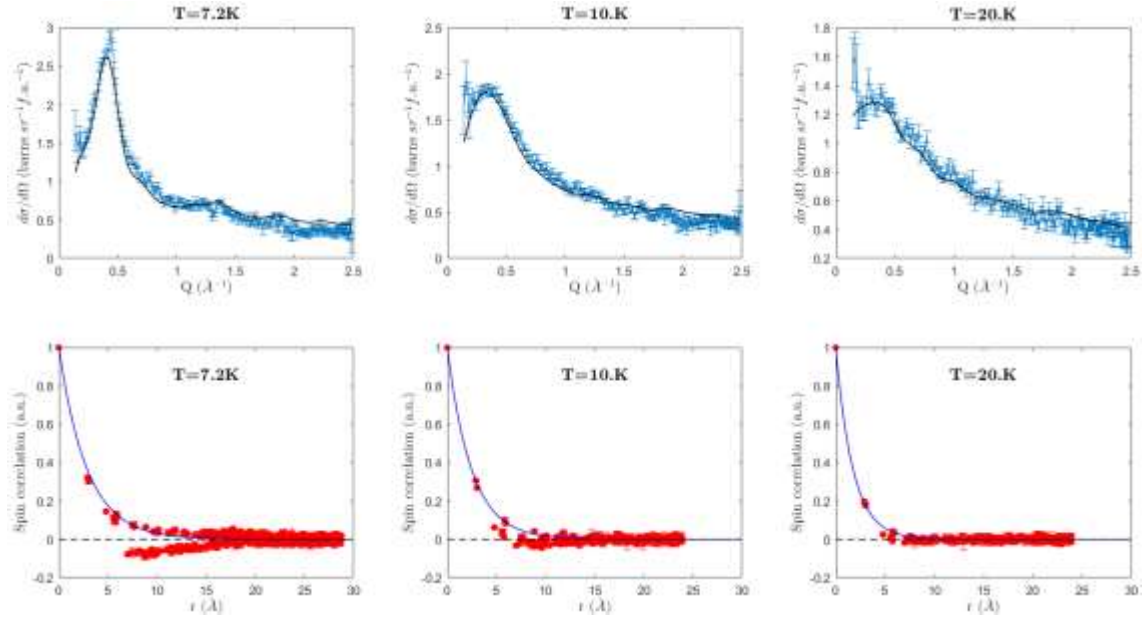 T=7.2K
3
2.5
2
1.5
1
0.5
0
dσ/dΩ (barns sr⁻¹f.u.⁻¹)
0 0.5 1 1.5 2 2.5
Q (Å⁻¹)
T=10.K
2.5
2
1.5
1
0.5
0
dσ/dΩ (barns sr⁻¹f.u.⁻¹)
0 0.5 1 1.5 2 2.5
Q (Å⁻¹)
T=20.K
1.8
1.6
1.4
1.2
1
0.8
0.6
0.4
0.2
dσ/dΩ (barns sr⁻¹f.u.⁻¹)
0 0.5 1 1.5 2 2.5
Q (Å⁻¹)
T=7.2K
1
0.8
0.6
0.4
0.2
0
-0.2
Spin correlation (a.u.)
0 5 10 15 20 25 30
r (Å)
T=10.K
1
0.8
0.6
0.4
0.2
0
-0.2
Spin correlation (a.u.)
0 5 10 15 20 25 30
r (Å)
T=20.K
1
0.8
0.6
0.4
0.2
0
-0.2
Spin correlation (a.u.)
0 5 10 15 20 25 30
r (Å)